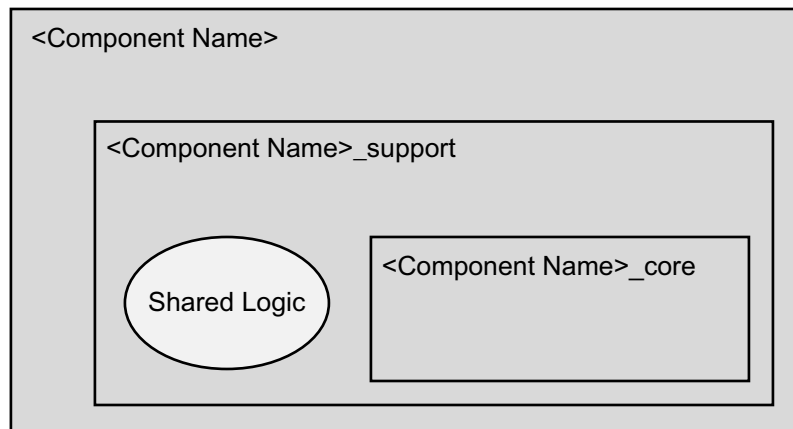 <Component Name>
<Component Name>_support
<Component Name>_core
Shared Logic